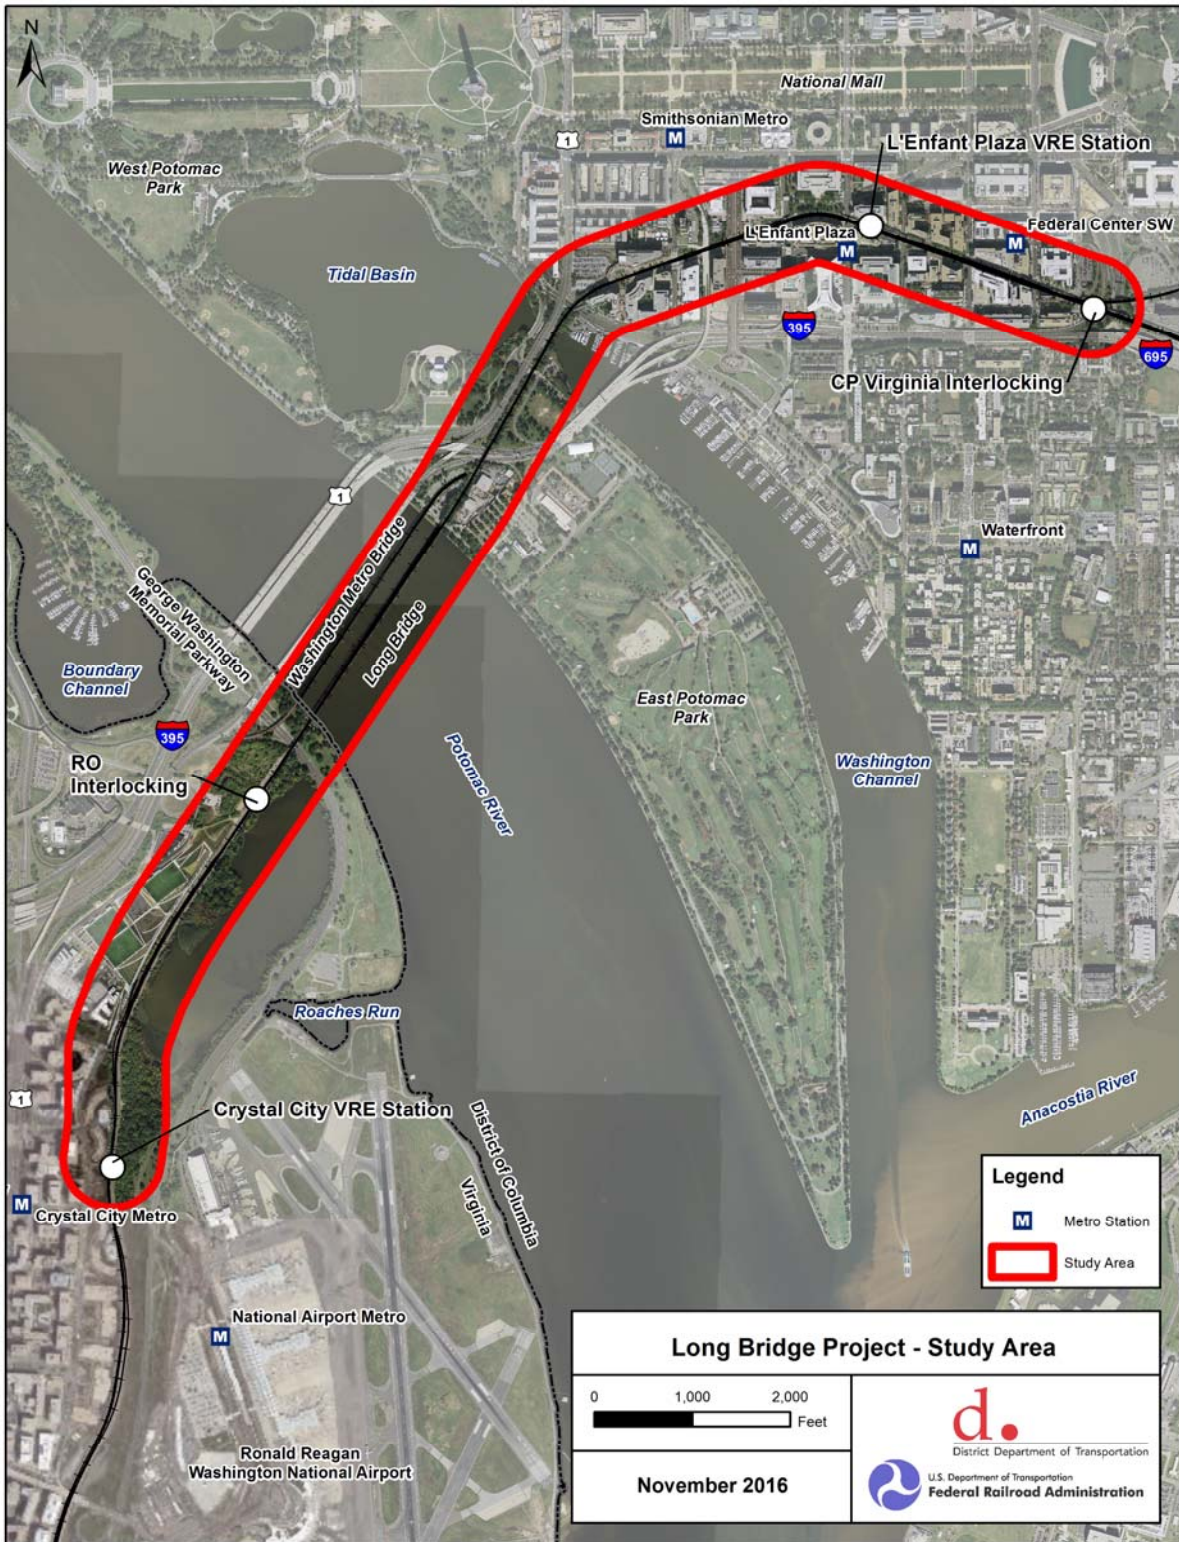 N
National Mall
Smithsonian Metro
1
L'Enfant Plaza VRE Station
West Potomac
Park
Federal Center SW
L'Enfant Plaza
M
M
M
Tidal Basin
395
695
CP Virginia Interlocking
1
Waterfront
M
Washington Metro Bridge
Long Bridge
George Washington
Memorial Parkway
Boundary
Channel
East Potomac
Park
395
Potomac River
Washington
Channel
RO
Interlocking
Roaches Run
Anacostia River
1
Crystal City VRE Station
District of Columbia
Virginia
M
Crystal City Metro
Legend
M Metro Station
Study Area
National Airport Metro
M
Ronald Reagan
Washington National Airport
Long Bridge Project - Study Area
0 1,000 2,000
Feet
November 2016
d.
District Department of Transportation
U.S. Department of Transportation
Federal Railroad Administration